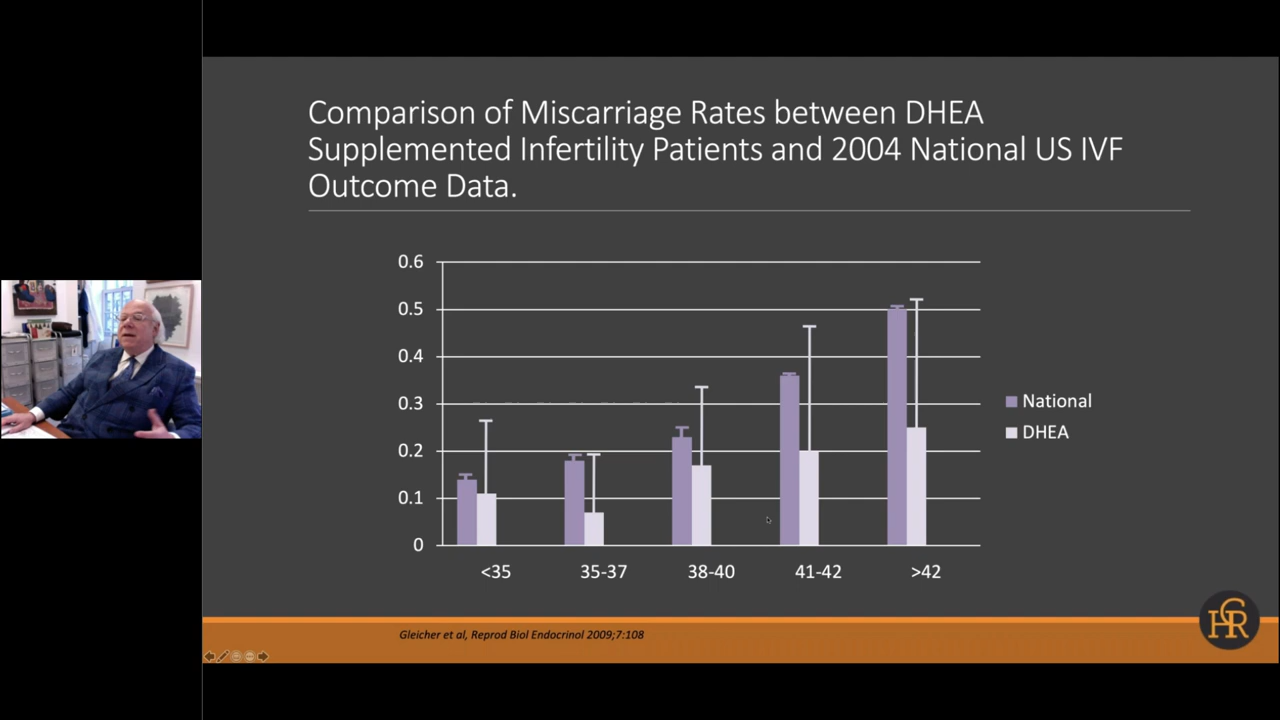 Comparison of Miscarriage Rates between DHEA
Supplemented Infertility Patients and 2004 National US IVF
Outcome Data.
0.6
0.5
0.4
0.3
0.2
0.1
0
<35
35-37
38-40
41-42
>42
National
DHEA
Gleicher et al, Reprod Biol Endocrinol 2009;7:108
CHR